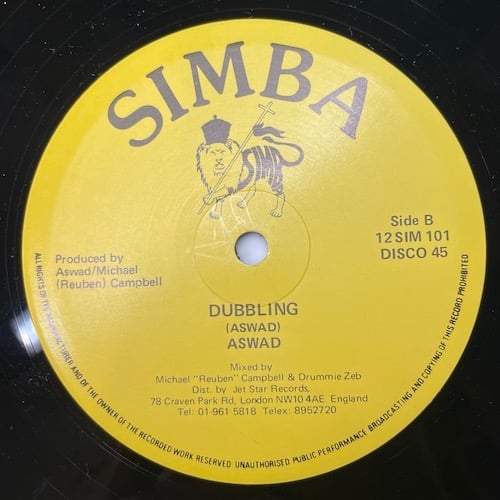 SIMBA
SIMBA
Side B
12 SIM 101
DISCO 45
Produced by
Aswad/Michael
(Reuben) Campbell
DUBBLING
(ASWAD)
ASWAD
Mixed by
Michael "Reuben" Campbell & Drummie Zeb
Dist. by Jet Star Records,
78 Craven Park Rd, London NW10 4AE England
Tel: 01-961 5818 Telex: 8952720
ALL RIGHTS OF THE MANUFACTURER AND OF THE OWNER OF THE RECORDED WORK RESERVED UNAUTHORISED PUBLIC PERFORMANCE BROADCASTING AND COPYING OF THIS RECORD PROHIBITED